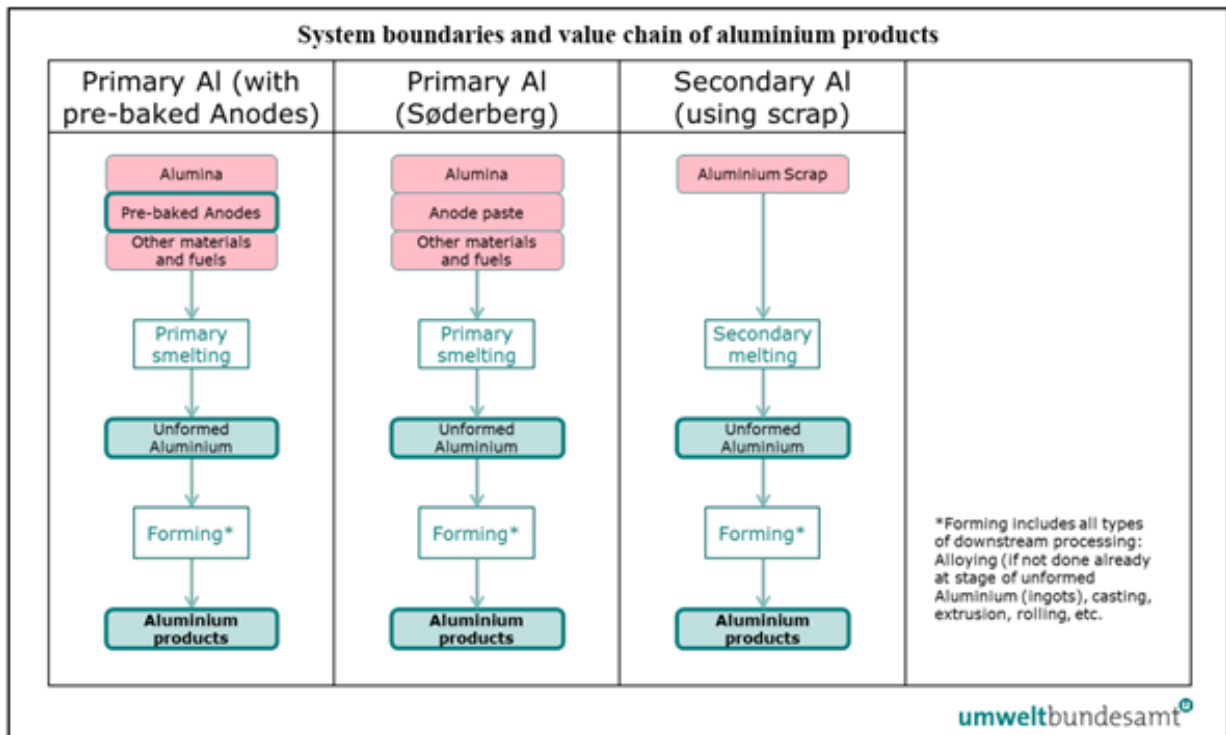 System boundaries and value chain of aluminium products
Primary Al (with
pre-baked Anodes)
Alumina
Pre-baked Anodes
Other materials
and fuels
Primary
smelting
Unformed
Aluminium
Forming*
Aluminium
products
Primary Al
(Søderberg)
Alumina
Anode paste
Other materials
and fuels
Primary
smelting
Unformed
Aluminium
Forming*
Aluminium
products
Secondary Al
(using scrap)
Aluminium Scrap
Secondary
melting
Unformed
Aluminium
Forming*
Aluminium
products
*Forming includes all types
of downstream processing:
Alloying (if not done already
at stage of unformed
Aluminium (ingots), casting,
extrusion, rolling, etc.
umweltbundesamt